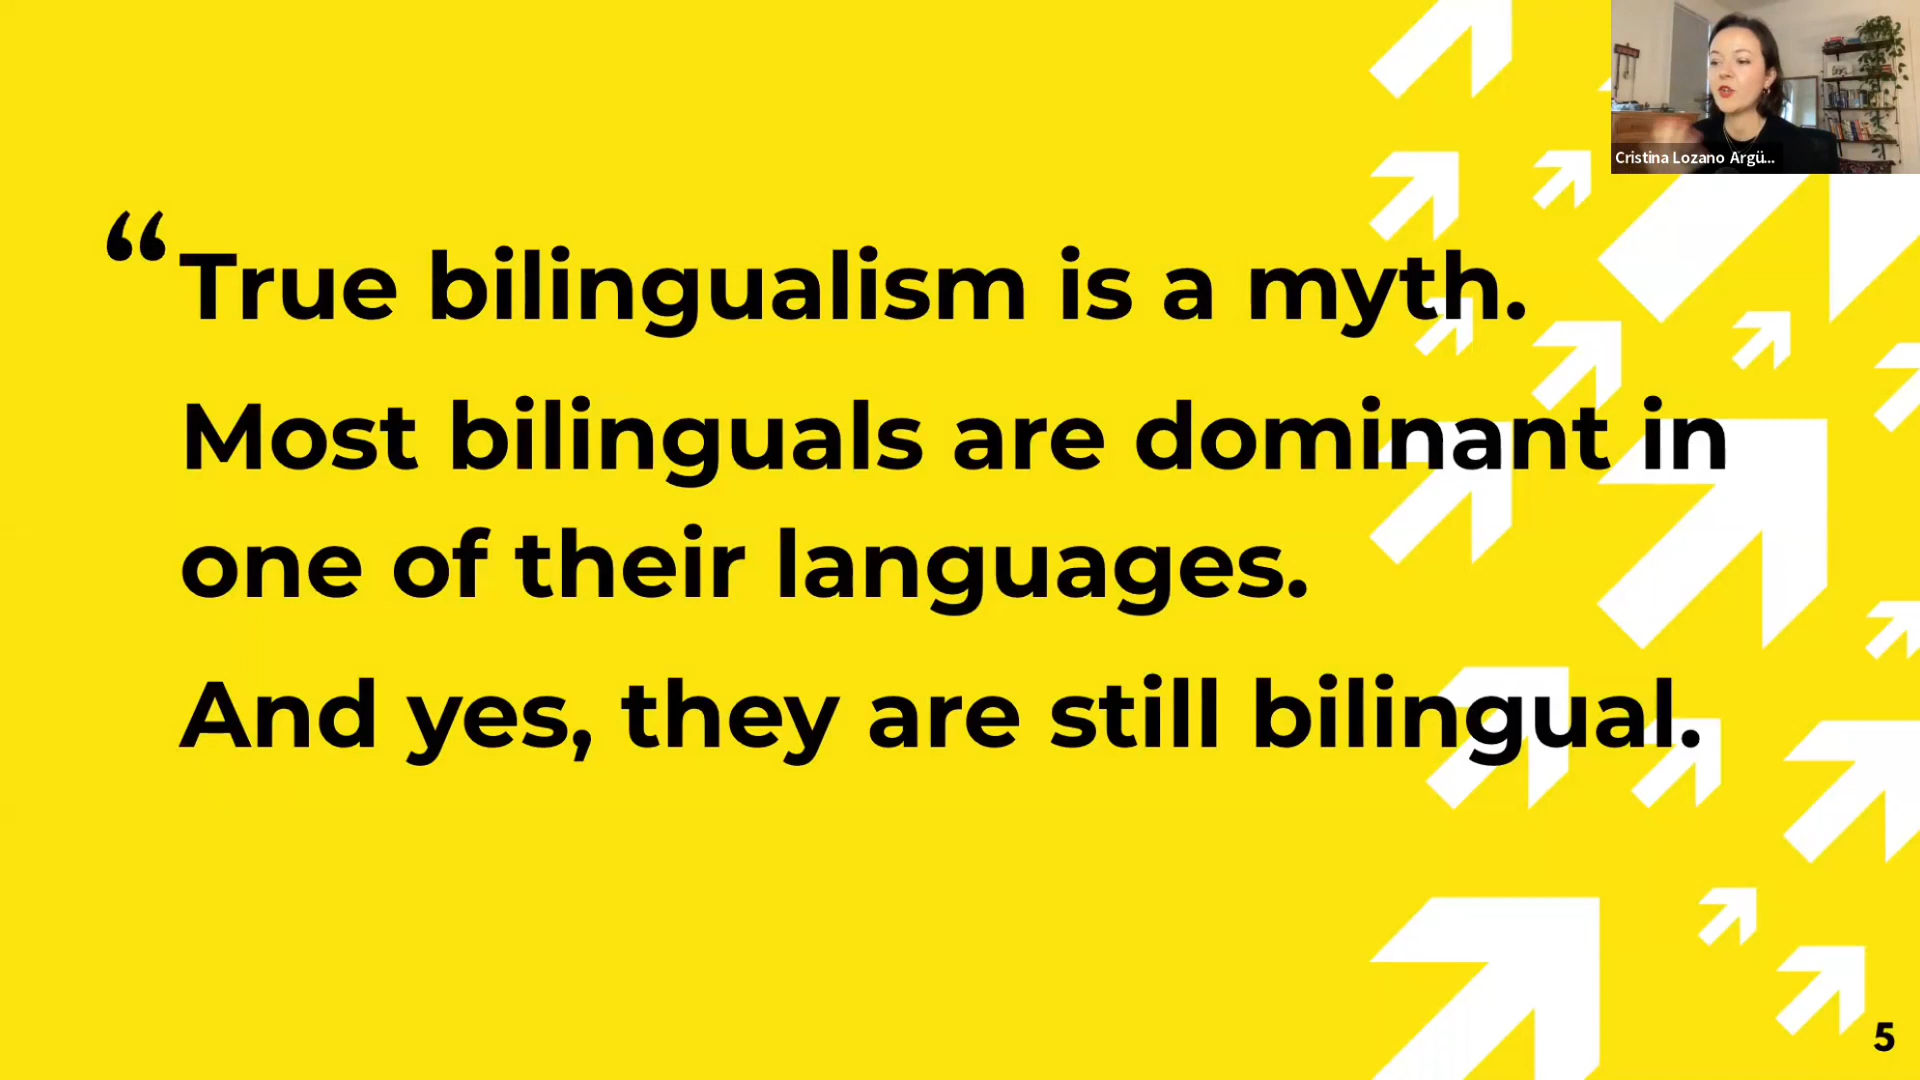 Cristina Lozano Argü...
“True bilingualism is a myth.
Most bilinguals are dominant in
one of their languages.
And yes, they are still bilingual.
5